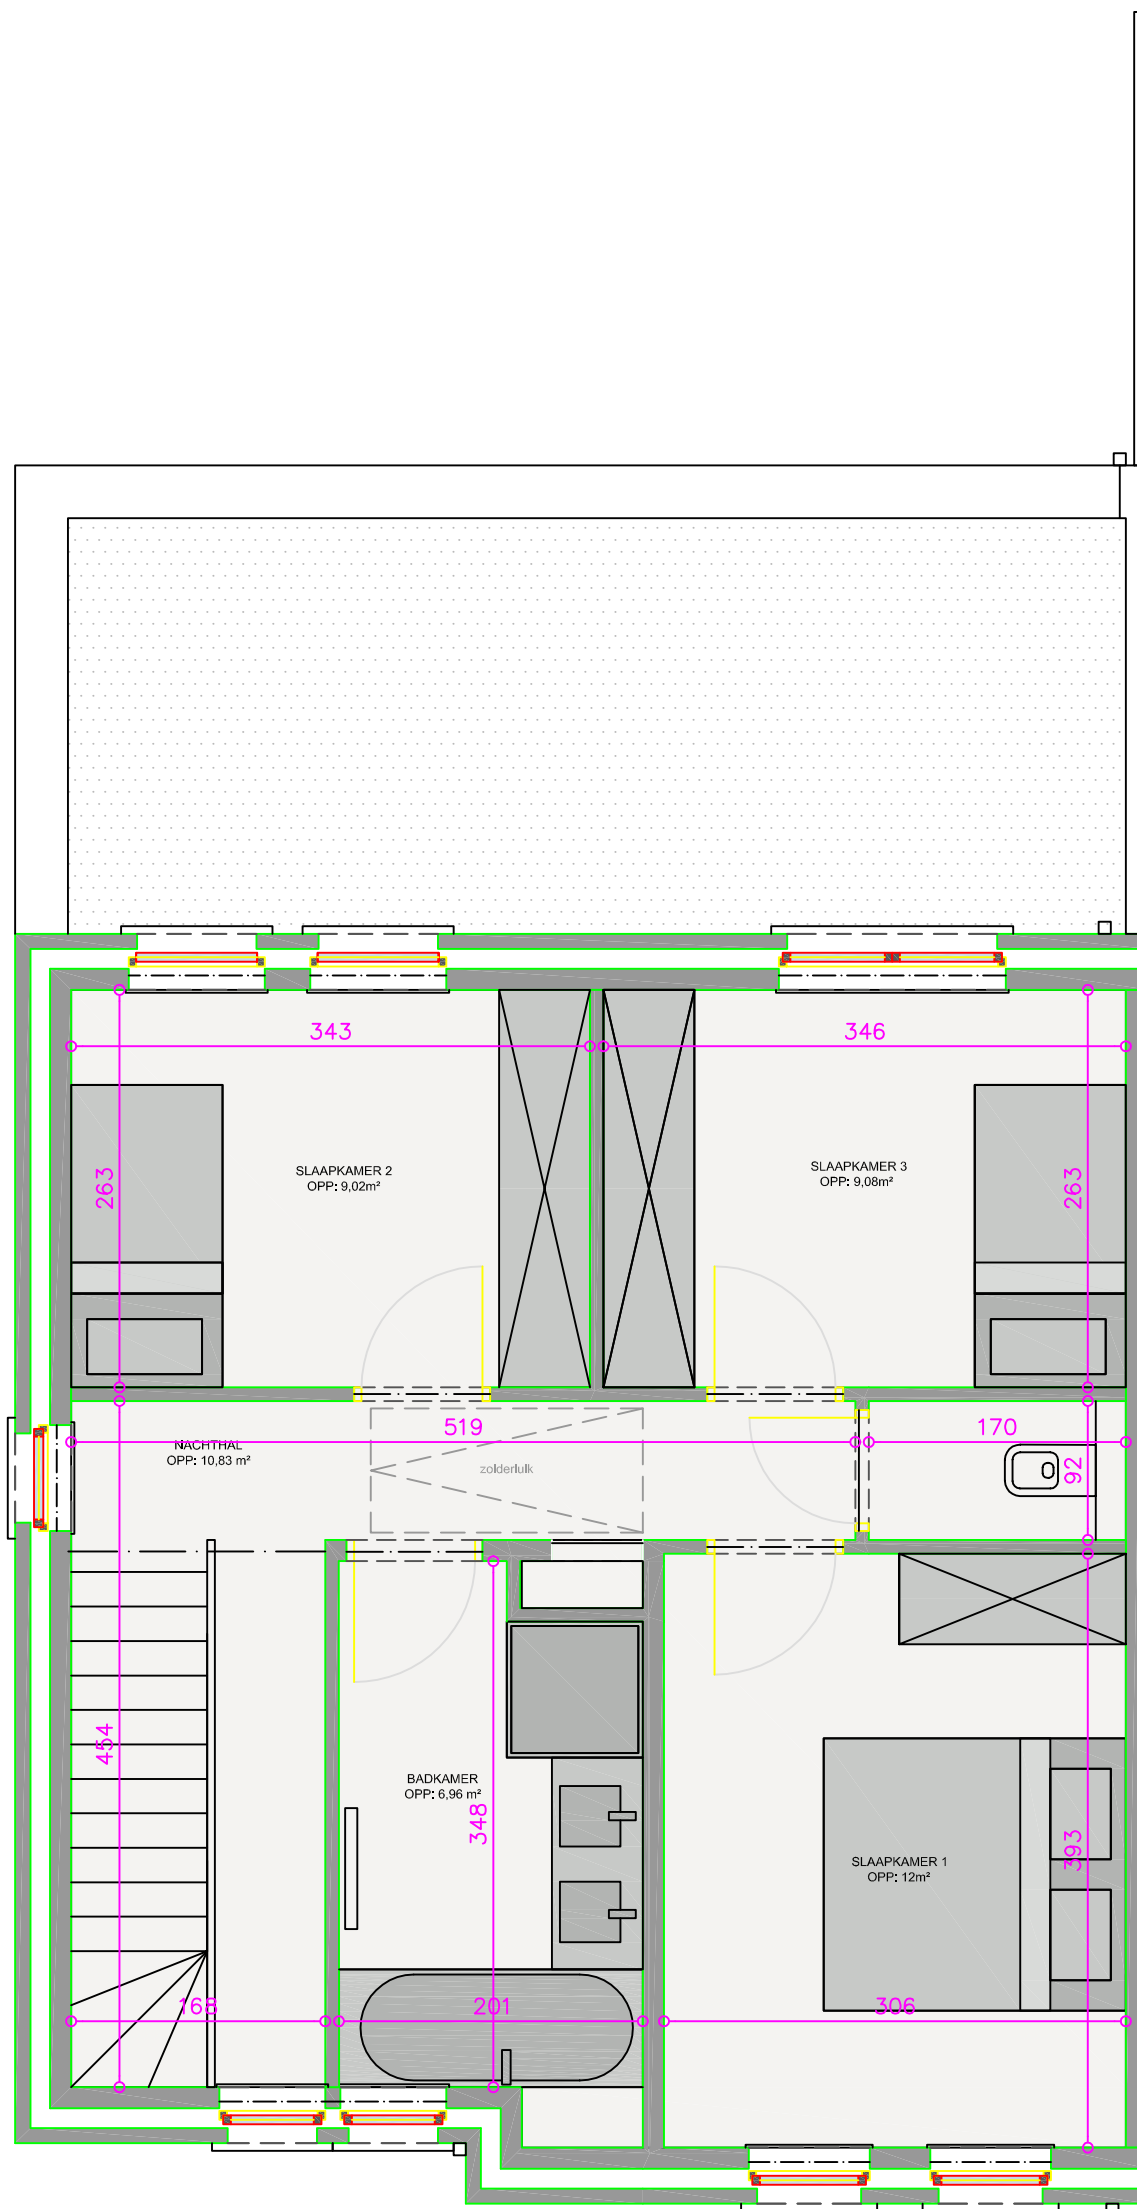 343
346
SLAAPKAMER 2
OPP: 9,02m²
SLAAPKAMER 3
OPP: 9,08m²
263
263
519
170
NACHTHAL
OPP: 10,83 m²
zolderluik
92
454
BADKAMER
OPP: 6,96 m²
348
SLAAPKAMER 1
OPP: 12m²
393
168
201
306